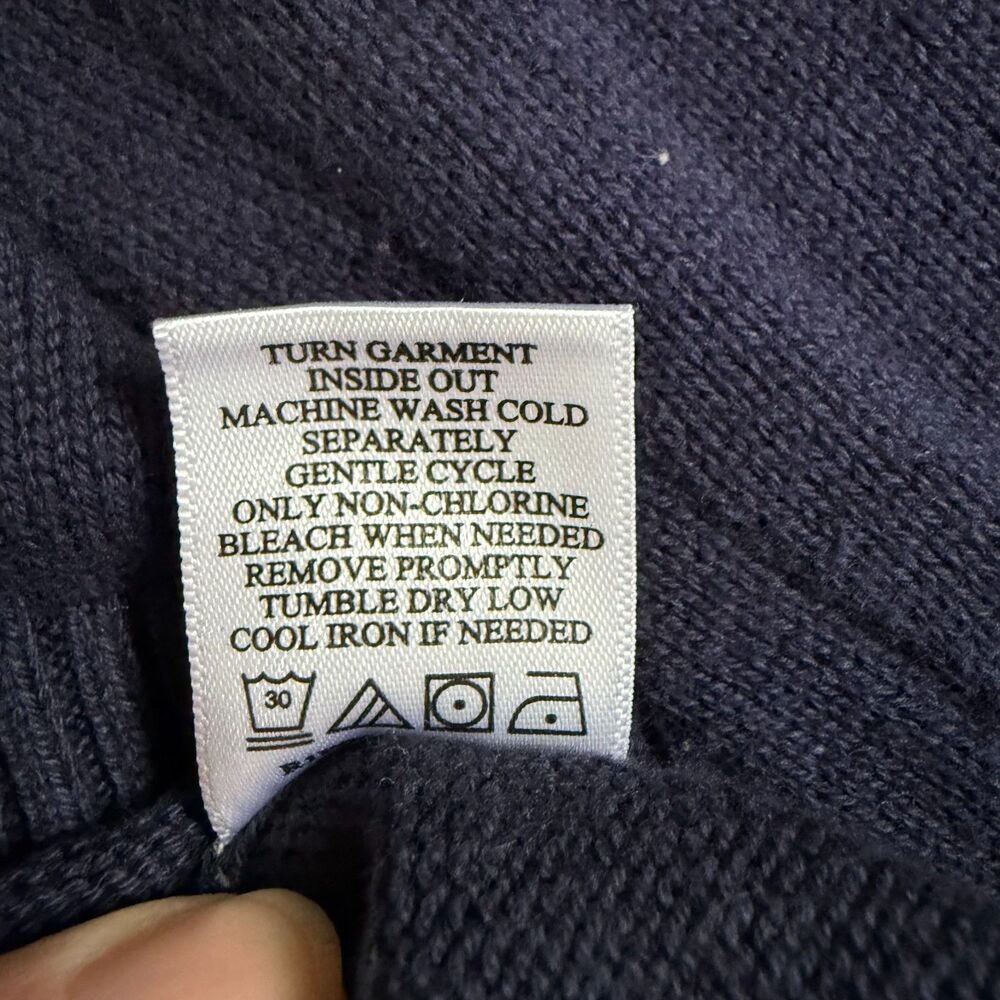 TURN GARMENT
INSIDE OUT
MACHINE WASH COLD
SEPARATELY
GENTLE CYCLE
ONLY NON-CHLORINE
BLEACH WHEN NEEDED
REMOVE PROMPTLY
TUMBLE DRY LOW
COOL IRON IF NEEDED
30